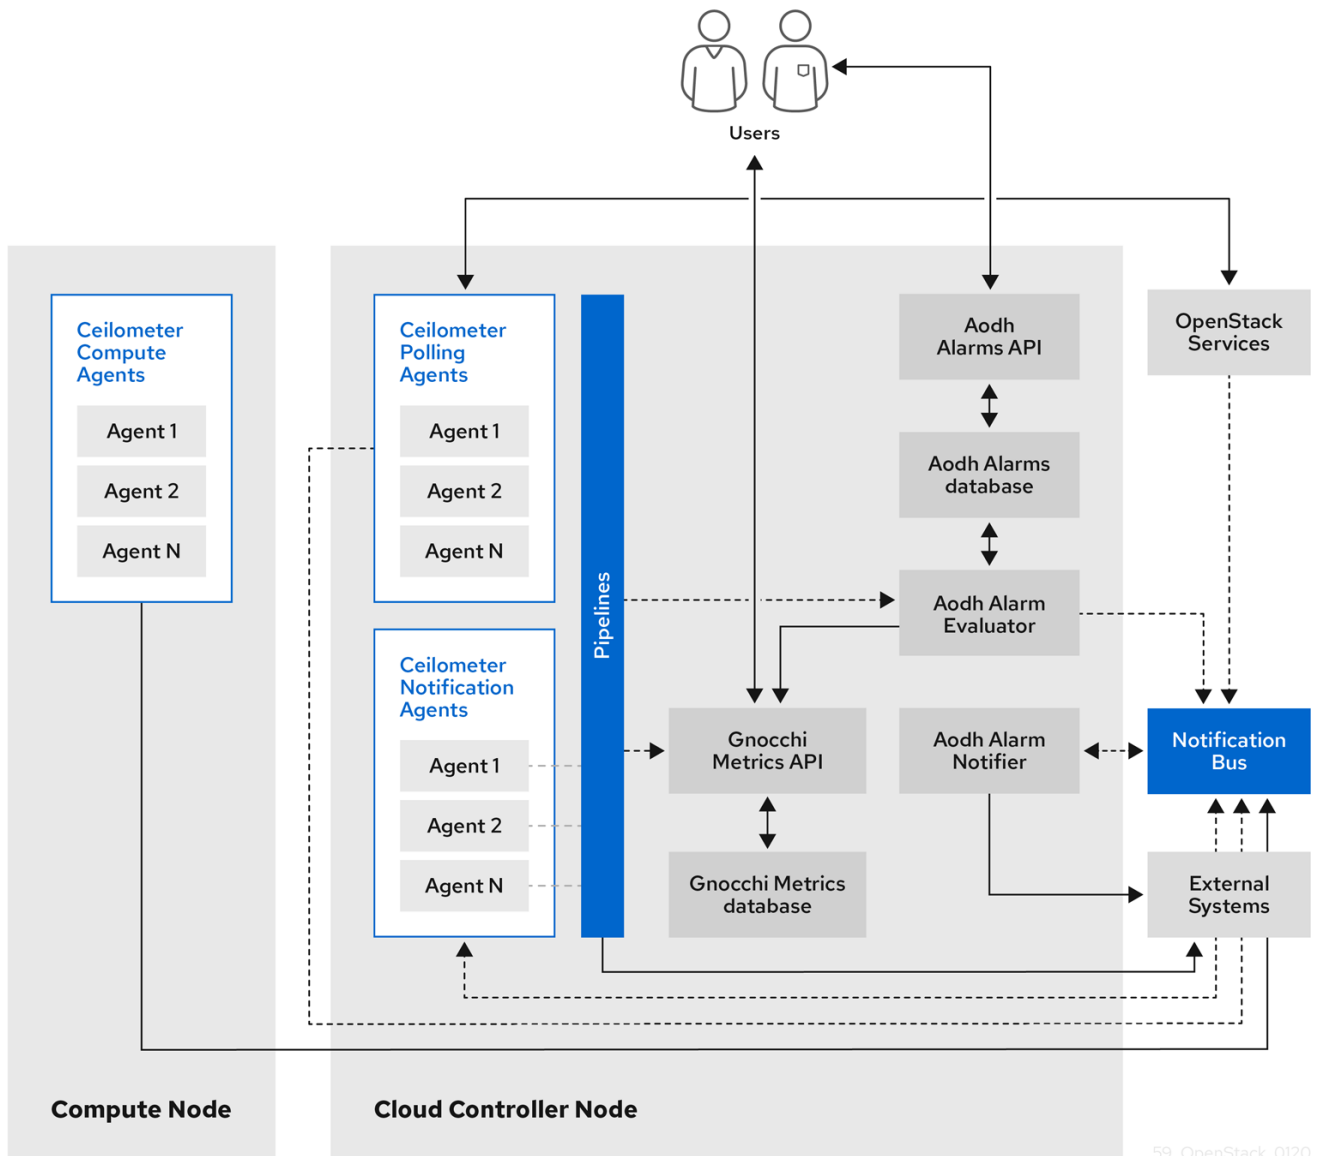 Users
Ceilometer
Compute
Agents
Agent 1
Agent 2
Agent N
Ceilometer
Polling
Agents
Agent 1
Agent 2
Agent N
Ceilometer
Notification
Agents
Agent 1
Agent 2
Agent N
Pipelines
Aodh
Alarms API
Aodh Alarms
database
Aodh Alarm
Evaluator
Gnocchi
Metrics API
Aodh Alarm
Notifier
Gnocchi Metrics
database
OpenStack
Services
Notification
Bus
External
Systems
Compute Node
Cloud Controller Node
59_OpenStack_0120